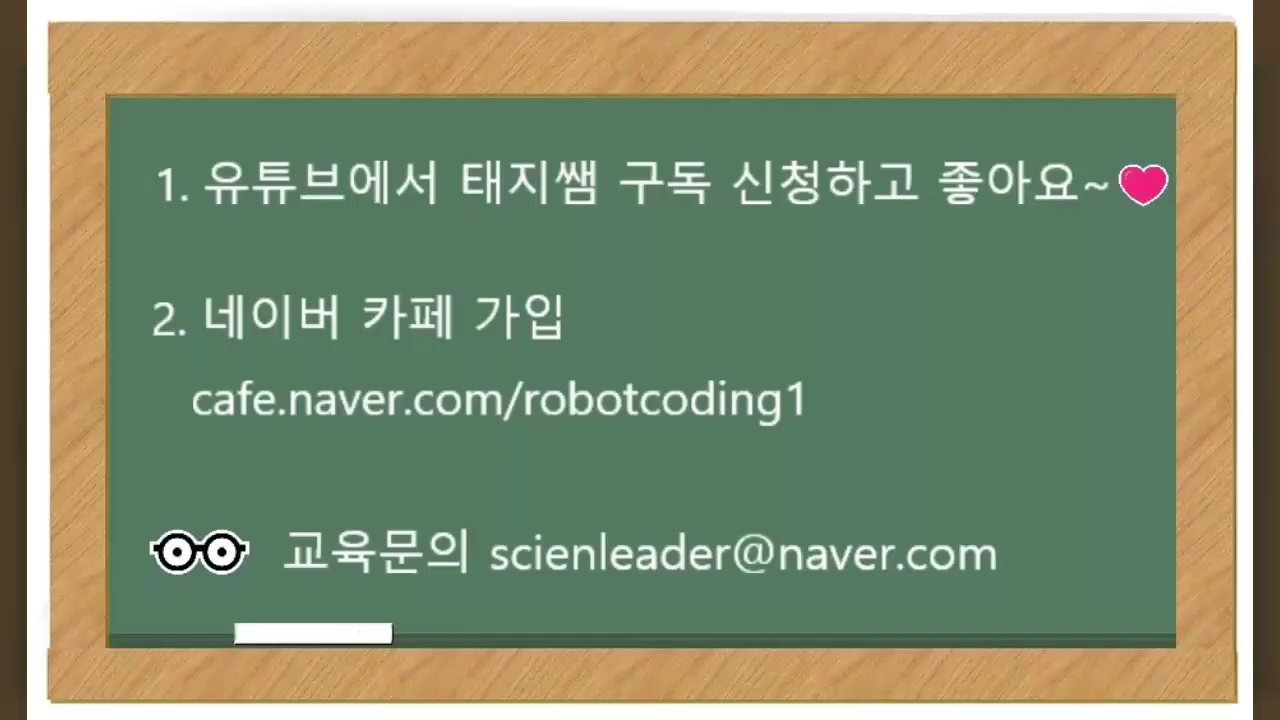 1. 유튜브에서 태지쌤 구독 신청하고 좋아요~
2. 네이버 카페 가입
cafe.naver.com/robotcoding1
교육문의 scienleader@naver.com